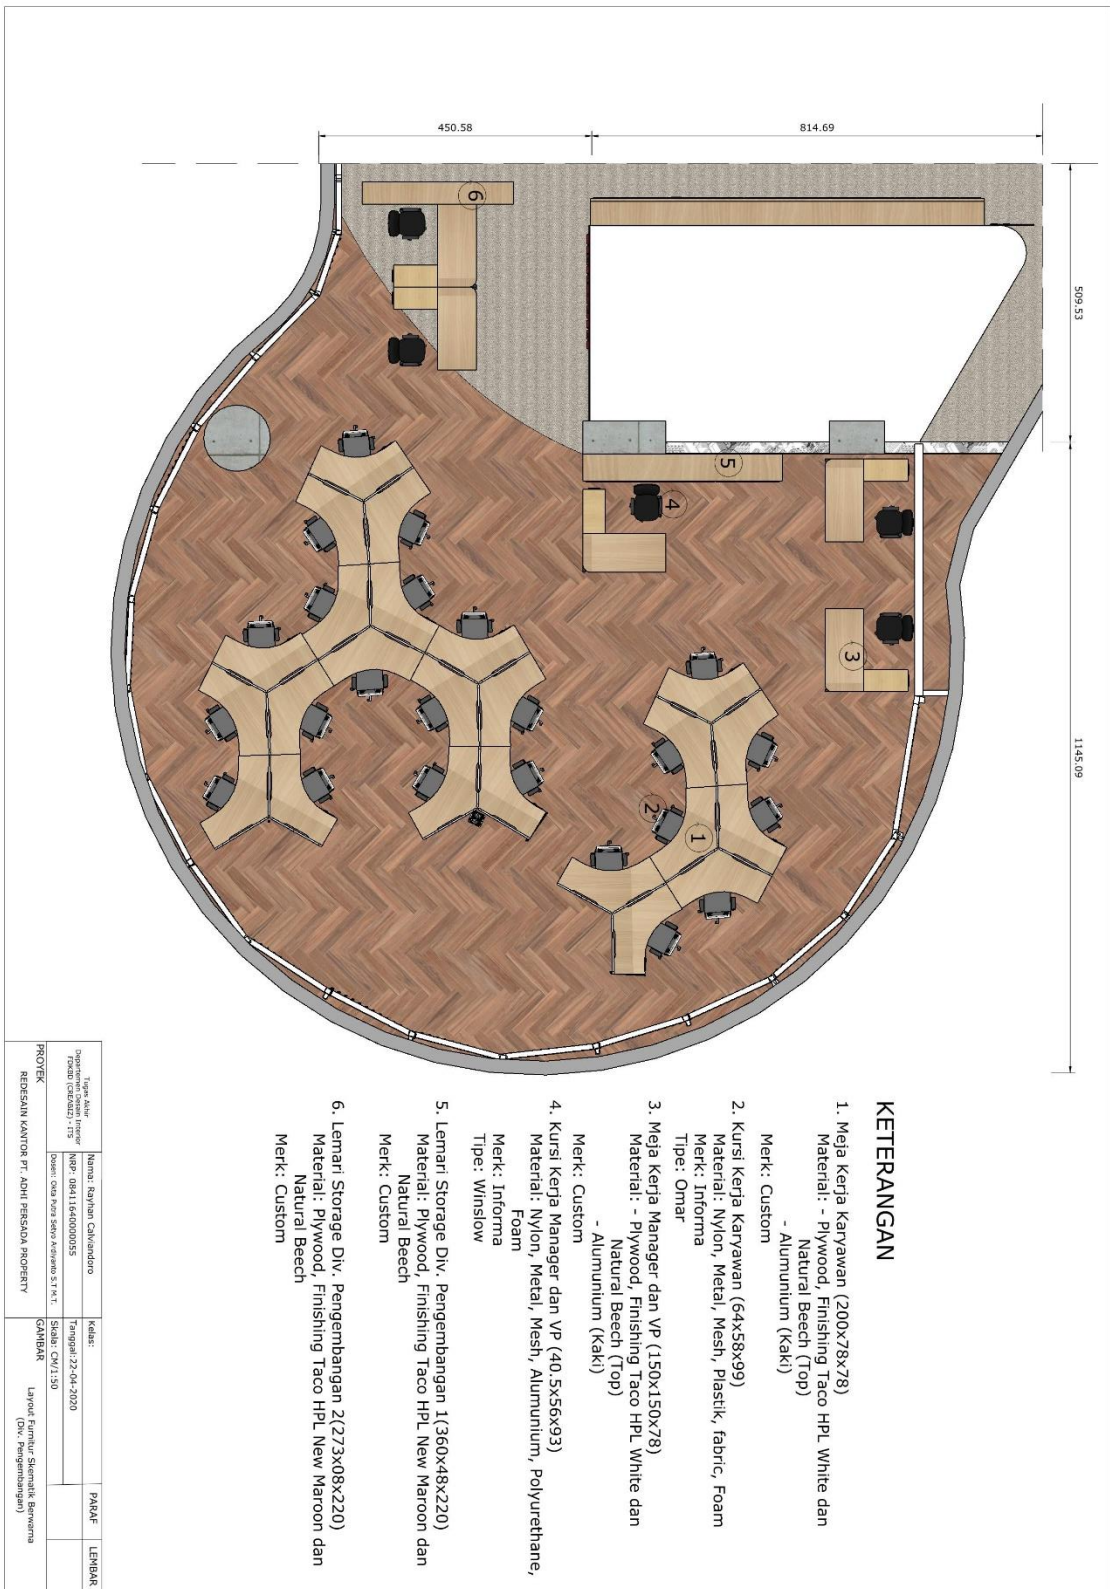 450.58
814.69
509.53
1145.09
6
5
4
3
2
1
KETERANGAN
1. Meja Kerja Karyawan (200x78x78)
Material: - Plywood, Finishing Taco HPL White dan
Natural Beech (Top)
- Alumunium (Kaki)
Merk: Custom
2. Kursi Kerja Karyawan (64x58x99)
Material: Nylon, Metal, Mesh, Plastik, fabric, Foam
Merk: Informa
Tipe: Omar
3. Meja Kerja Manager dan VP (150x150x78)
Material: - Plywood, Finishing Taco HPL White dan
Natural Beech (Top)
- Alumunium (Kaki)
Merk: Custom
4. Kursi Kerja Manager dan VP (40.5x56x93)
Material: Nylon, Metal, Mesh, Alumunium, Polyurethane,
Foam
Merk: Informa
Tipe: Winslow
5. Lemari Storage Div. Pengembangan 1(360x48x220)
Material: Plywood, Finishing Taco HPL New Maroon dan
Natural Beech
Merk: Custom
6. Lemari Storage Div. Pengembangan 2(273x08x220)
Material: Plywood, Finishing Taco HPL New Maroon dan
Natural Beech
Merk: Custom
Tugas Akhir
Departemen Desain Interior
FDKBD (CREABIZ) - ITS
Nama: Rayhan Calviandoro
NRP: 08411640000055
Dosen: Okta Putra Setyo Ardiyanto S.T M.T.
Kelas:
Tanggal:22-04-2020
Skala: CM/1:50
PARAF
LEMBAR
PROYEK
REDESAIN KANTOR PT. ADHI PERSADA PROPERTY
GAMBAR
Layout Furnitur Skematik Berwarna
(Div. Pengembangan)